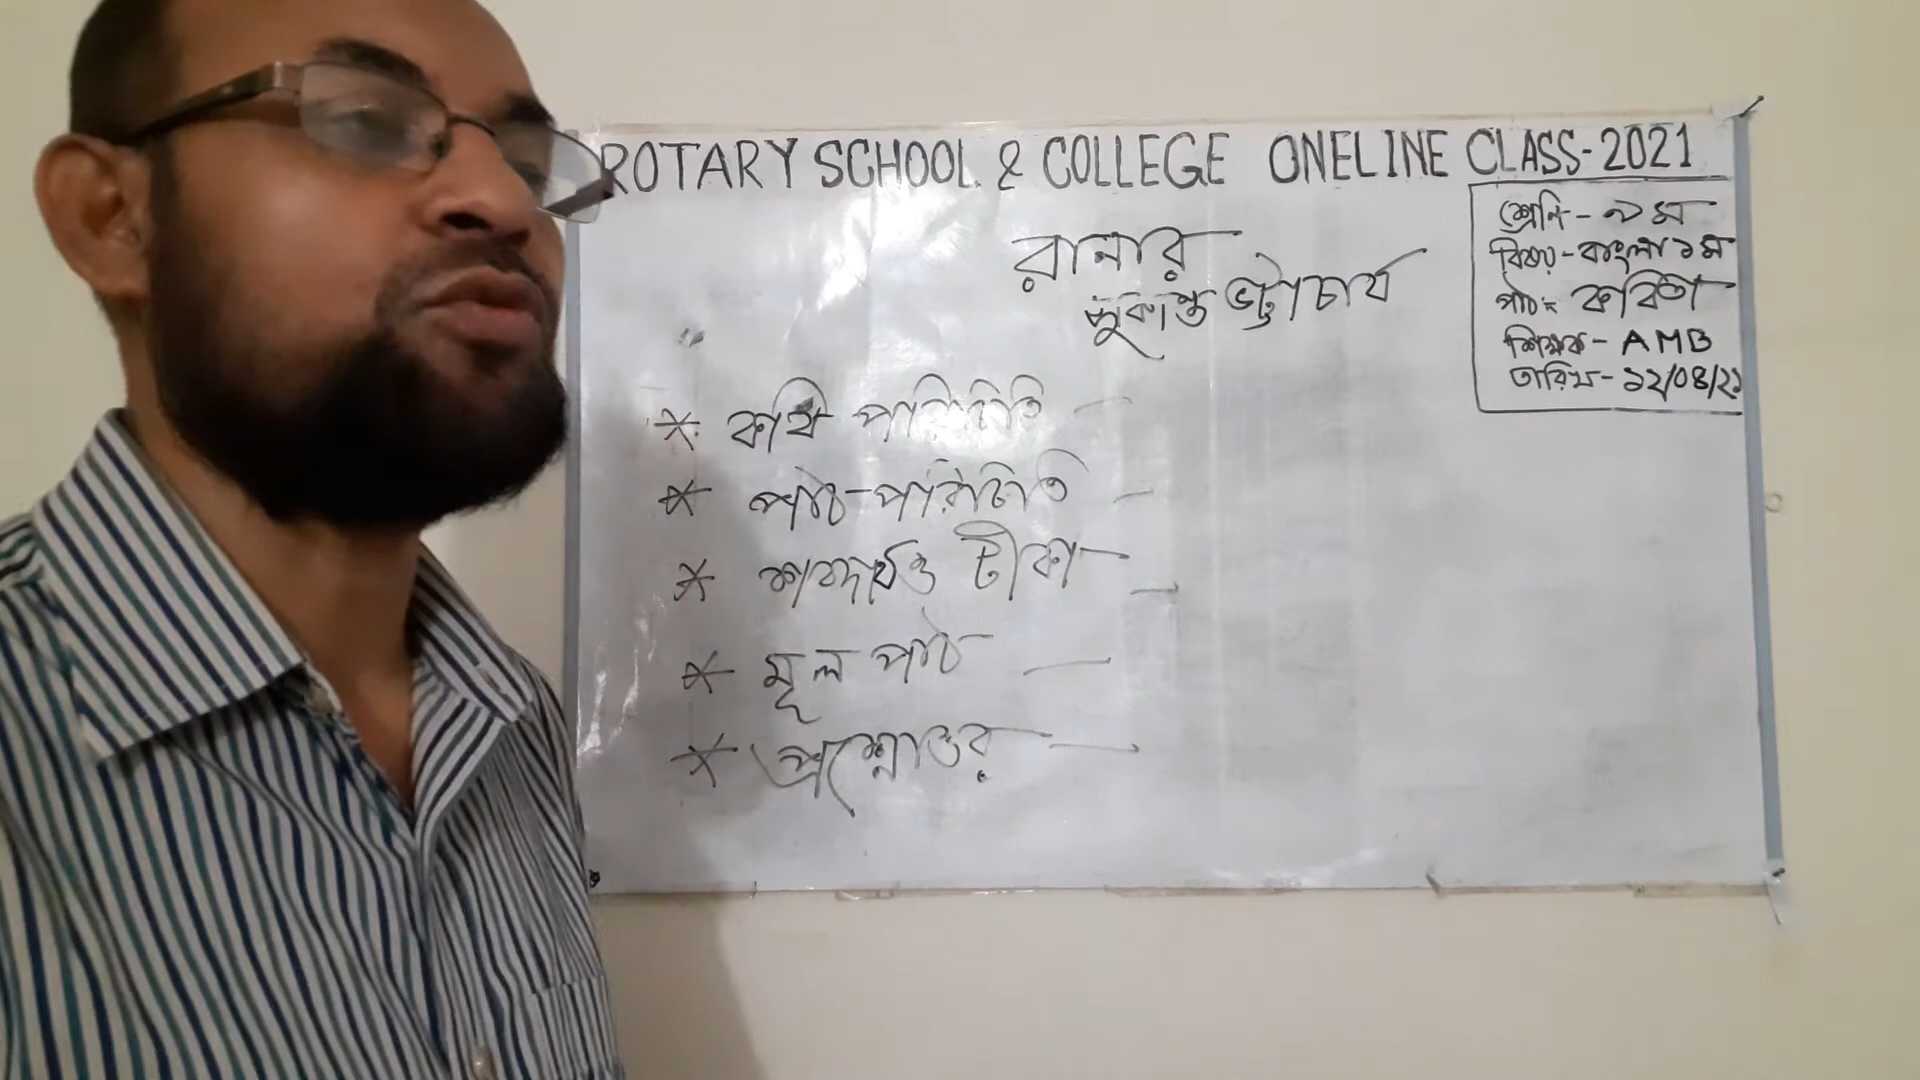 ROTARY SCHOOL & COLLEGE ONELINE CLASS-2021
শ্রেণি - ৯ম
বিষয় - বাংলা ১ম
পাঠ: কবিতা
শিক্ষক - AMB
তারিখ - ১২/০৪/২১
রানার
সুকান্ত ভট্টাচার্য
* কবি পরিচিতি -
* পাঠ-পরিচিতি -
* শব্দার্থ ও টীকা -
* মূল পাঠ -
* প্রশ্নোত্তর -